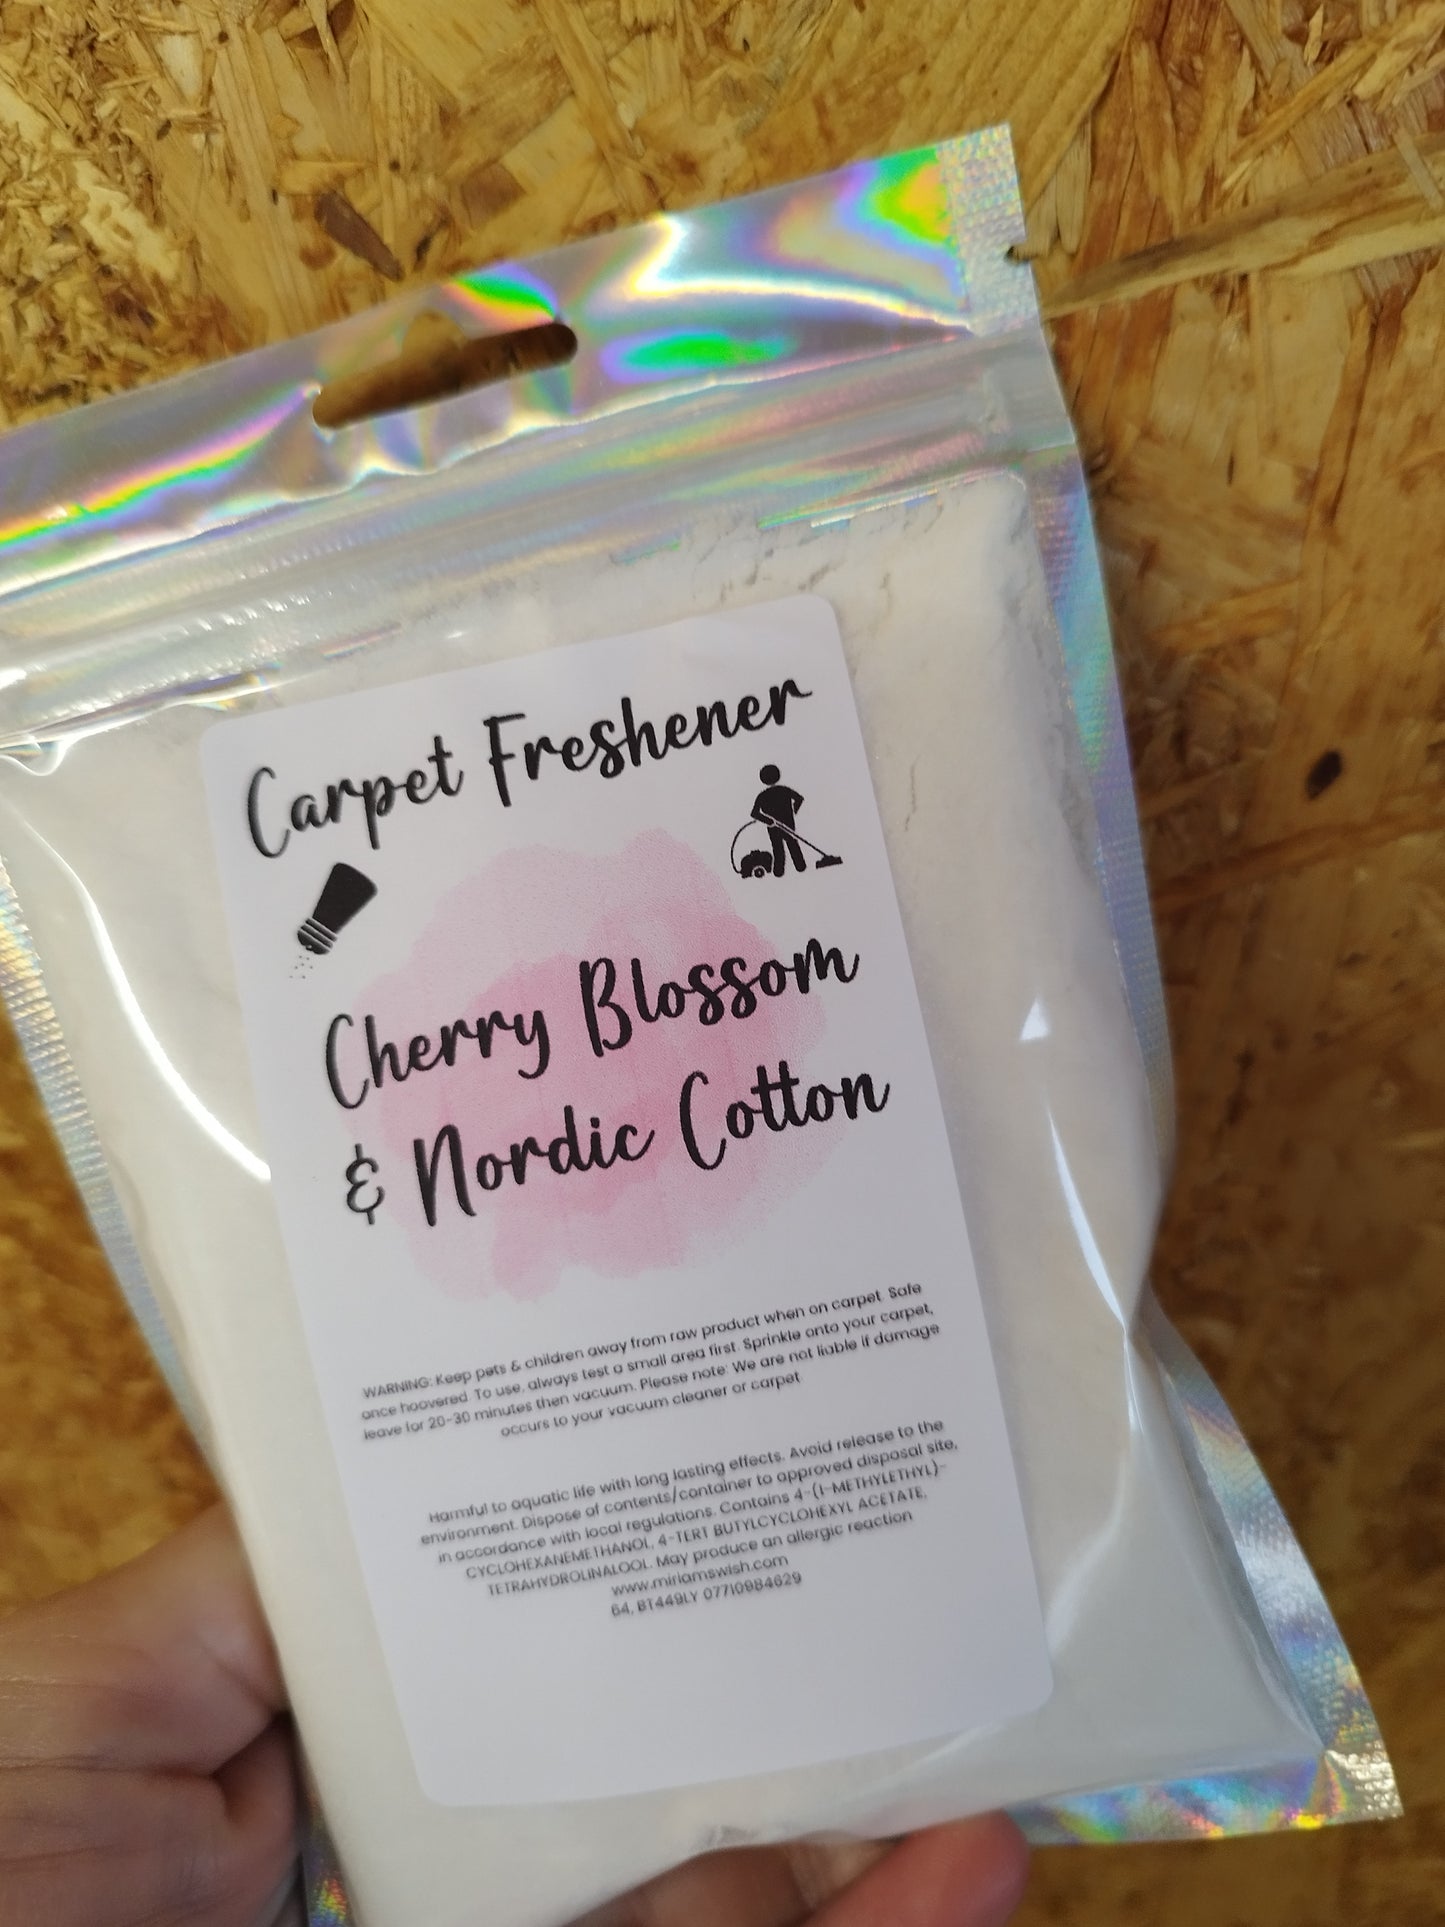 Carpet Freshener
Cherry Blossom
& Nordic Cotton
WARNING: Keep pets & children away from raw product when on carpet. Safe
once hoovered. To use, always test a small area first. Sprinkle onto your carpet,
leave for 20-30 minutes then vacuum. Please note: We are not liable if damage
occurs to your vacuum cleaner or carpet
Harmful to aquatic life with long lasting effects. Avoid release to the
environment. Dispose of contents/container to approved disposal site,
in accordance with local regulations. Contains 4-(1-METHYLETHYL)-
CYCLOHEXANEMETHANOL, 4-TERT BUTYLCYCLOHEXYL ACETATE,
TETRAHYDROLINALOOL. May produce an allergic reaction
www.miriamswish.com
64, BT449LY 07710984629